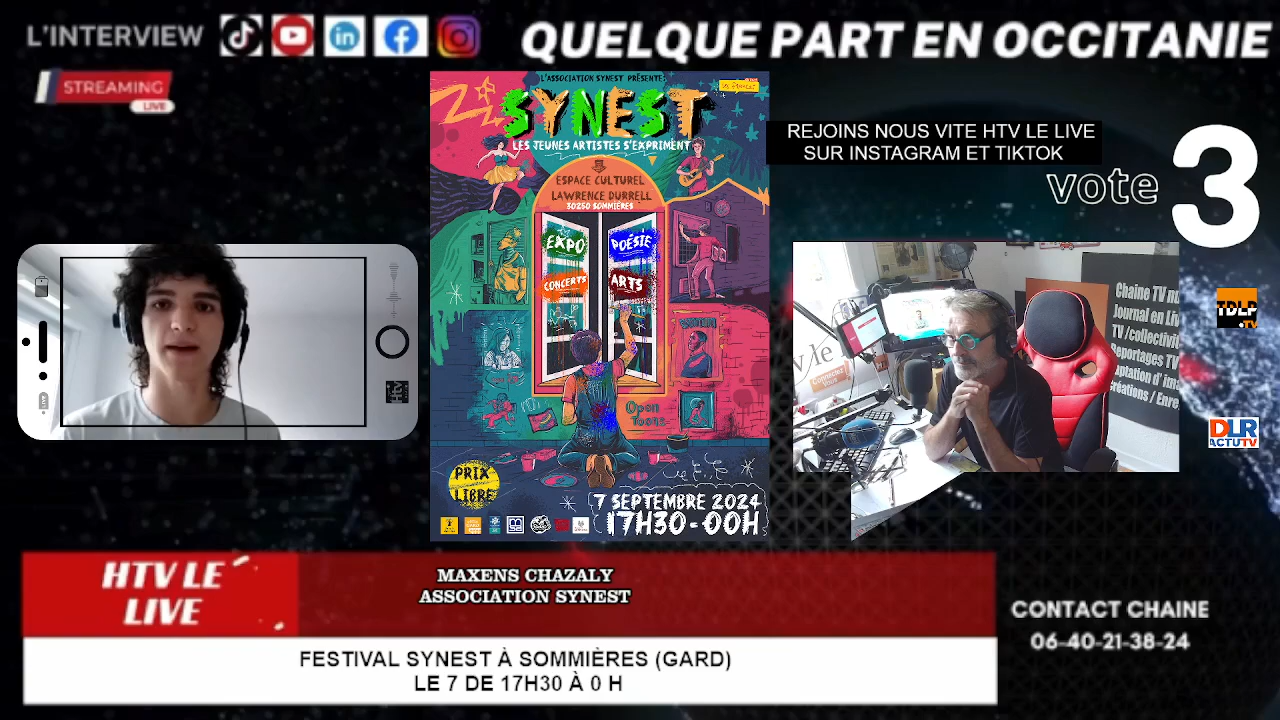 L'INTERVIEW
QUELQUE PART EN OCCITANIE
STREAMING
LIVE
L'ASSOCIATION SYNEST PRÉSENTE:
SYNEST
LES JEUNES ARTISTES S'EXPRIMENT
ESPACE CULTUREL
LAWRENCE DURRELL
30250 SOMMIÈRES
EXPO
POÉSIE
CONCERTS
ARTS
Open
Toons
PRIX
LIBRE
7 SEPTEMBRE 2024
17H30-00H
REJOINS NOUS VITE HTV LE LIVE
SUR INSTAGRAM ET TIKTOK
vote
3
Chaine TV
Journal en Li
TV /collectivi
Reportages TV
TDLP
.TV
DLR
ACTUTV
HTV LE
LIVE
MAXENS CHAZALY
ASSOCIATION SYNEST
FESTIVAL SYNEST À SOMMIÈRES (GARD)
LE 7 DE 17H30 À 0 H
CONTACT CHAINE
06-40-21-38-24